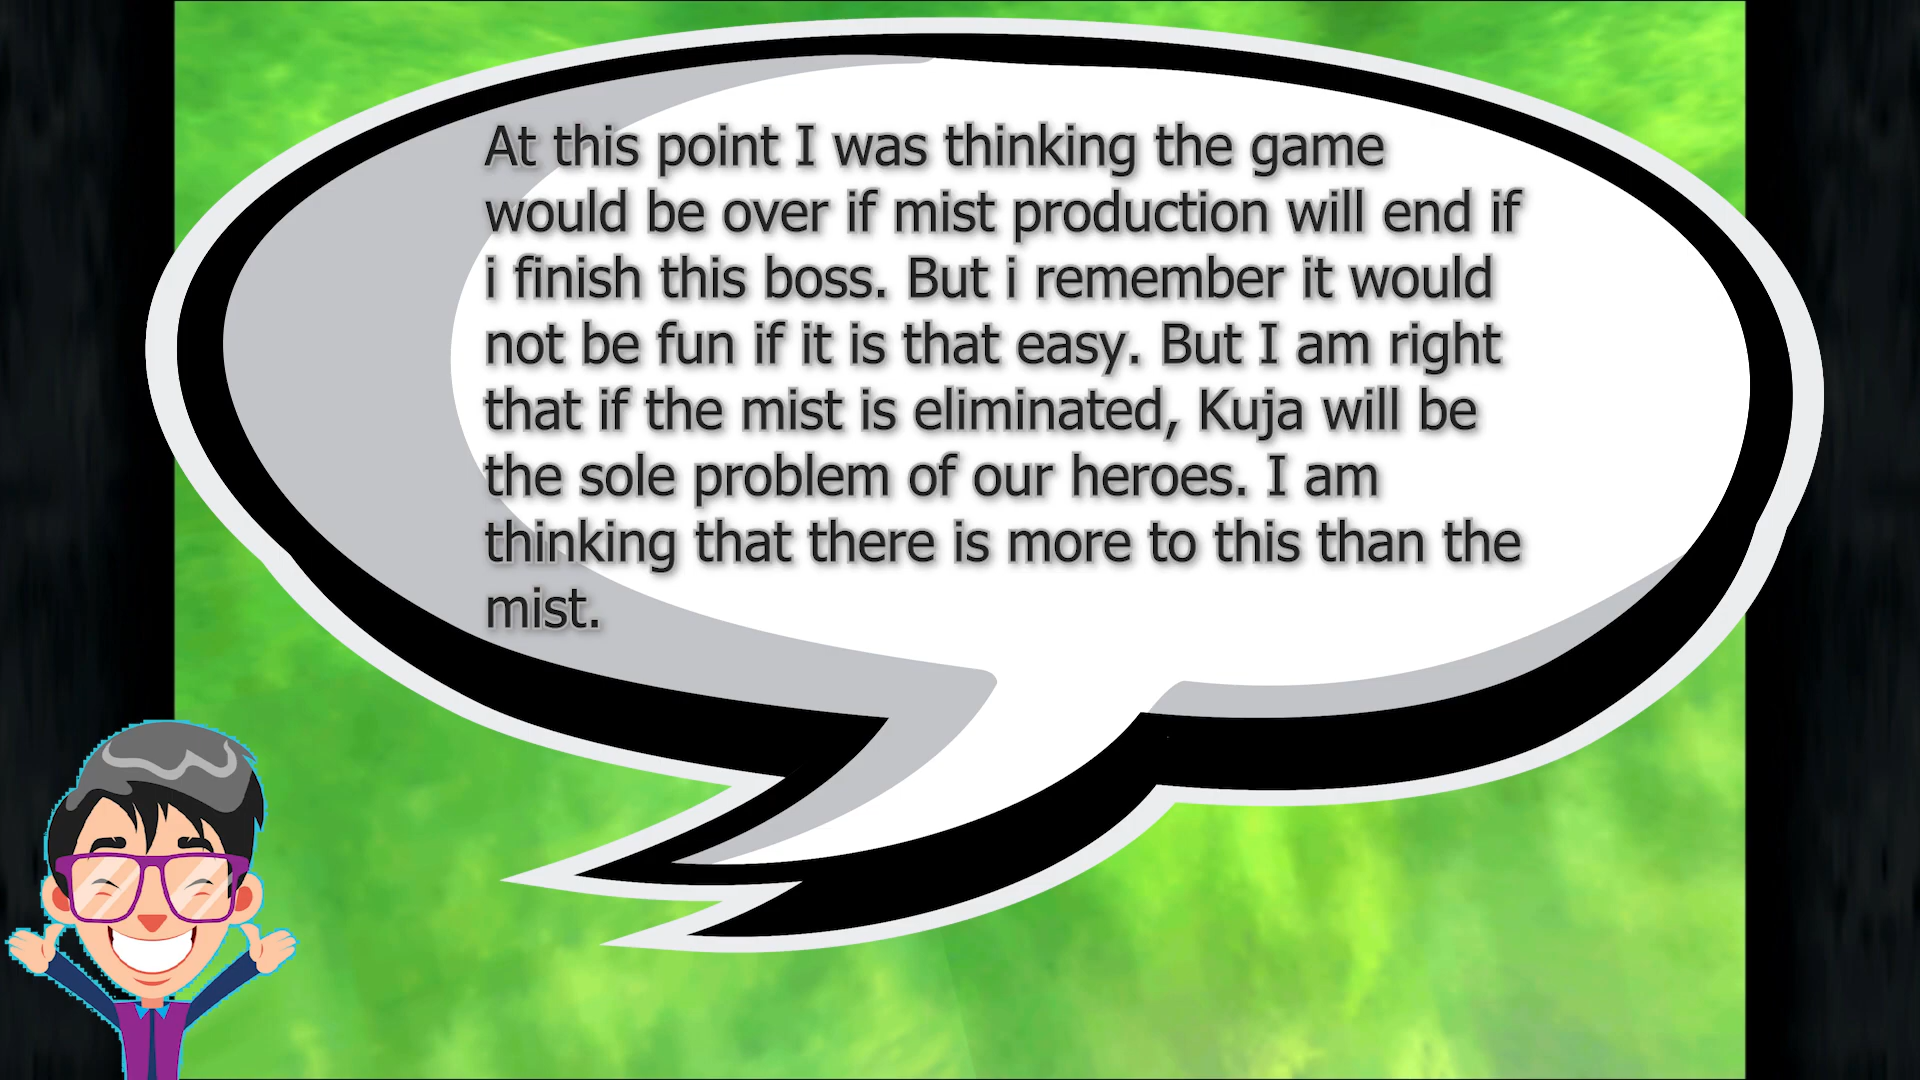 At this point I was thinking the game
would be over if mist production will end if
i finish this boss. But i remember it would
not be fun if it is that easy. But I am right
that if the mist is eliminated, Kuja will be
the sole problem of our heroes. I am
thinking that there is more to this than the
mist.